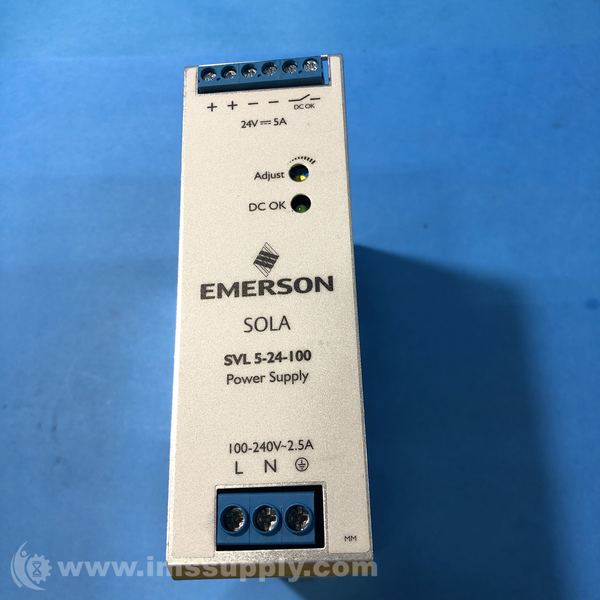 + + − −
DC OK
24V⎓5A
Adjust
DC OK
EMERSON
SOLA
SVL 5-24-100
Power Supply
100-240V~2.5A
L N
MM
www.imssupply.com